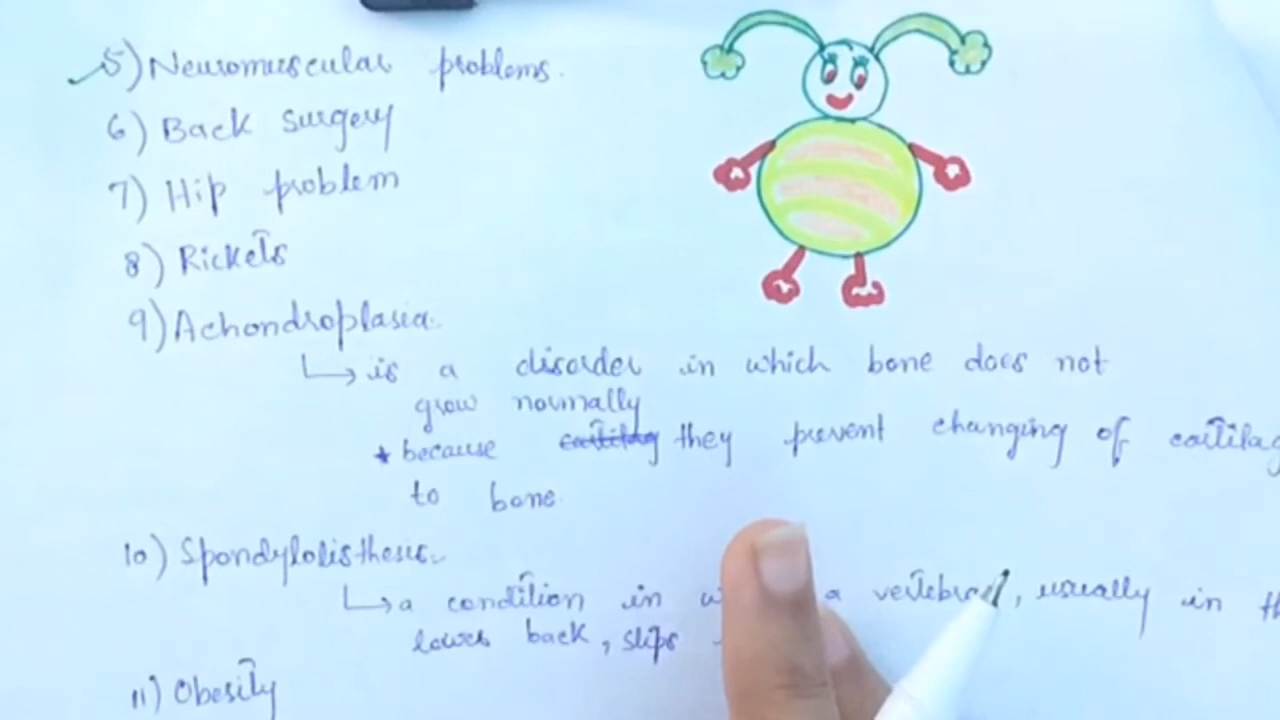 5) Neuromuscular problems.
6) Back surgery
7) Hip problem
8) Rickets
9) Achondroplasia.
↳ is a disorder in which bone does not
grow normally
* because they prevent changing of cartilag
to bone.
10) Spondylolisthesis.
↳ a condition in a vertebra, usually in th
lower back, slips
11) Obesity